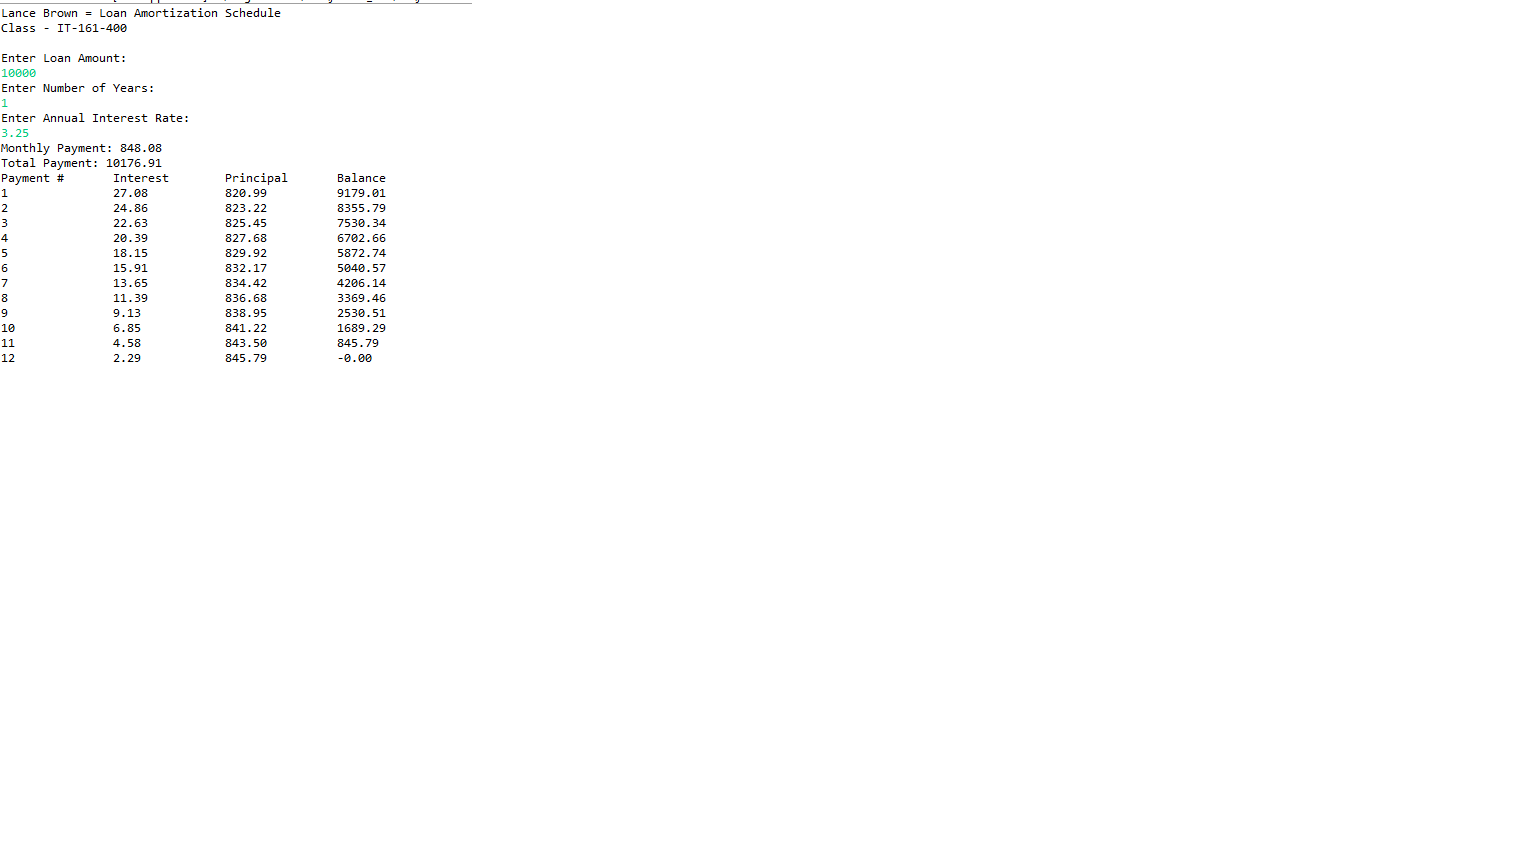 Lance Brown = Loan Amortization Schedule
Class - IT-161-400
Enter Loan Amount:
10000
Enter Number of Years:
1
Enter Annual Interest Rate:
3.25
Monthly Payment: 848.08
Total Payment: 10176.91
Payment # Interest Principal Balance
1 27.08 820.99 9179.01
2 24.86 823.22 8355.79
3 22.63 825.45 7530.34
4 20.39 827.68 6702.66
5 18.15 829.92 5872.74
6 15.91 832.17 5040.57
7 13.65 834.42 4206.14
8 11.39 836.68 3369.46
9 9.13 838.95 2530.51
10 6.85 841.22 1689.29
11 4.58 843.50 845.79
12 2.29 845.79 -0.00